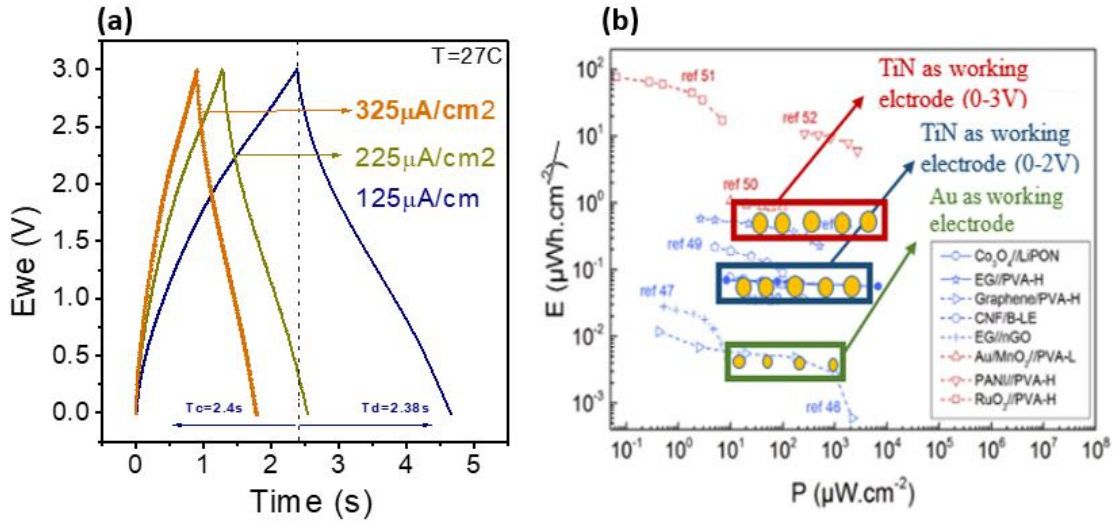 (a)
T=27C
3.0
2.5
2.0
1.5
1.0
0.5
0.0
Ewe (V)
325μA/cm2
225μA/cm2
125μA/cm
Tc=2.4s
Td=2.38s
0 1 2 3 4 5
Time (s)
(b)
10²
10¹
10⁰
10⁻¹
10⁻²
10⁻³
E (μWh.cm⁻²)
ref 51
ref 52
ref 50
ref 49
ref 47
ref 46
TiN as working
elctrode (0-3V)
TiN as working
electrode (0-2V)
Au as working
electrode
Co₃O₄//LiPON
EG//PVA-H
Graphene/PVA-H
CNF/B-LE
EG//nGO
Au/MnO₂//PVA-L
PANI//PVA-H
RuO₂//PVA-H
10⁻¹ 10⁰ 10¹ 10² 10³ 10⁴ 10⁵ 10⁶ 10⁷ 10⁸
P (μW.cm⁻²)